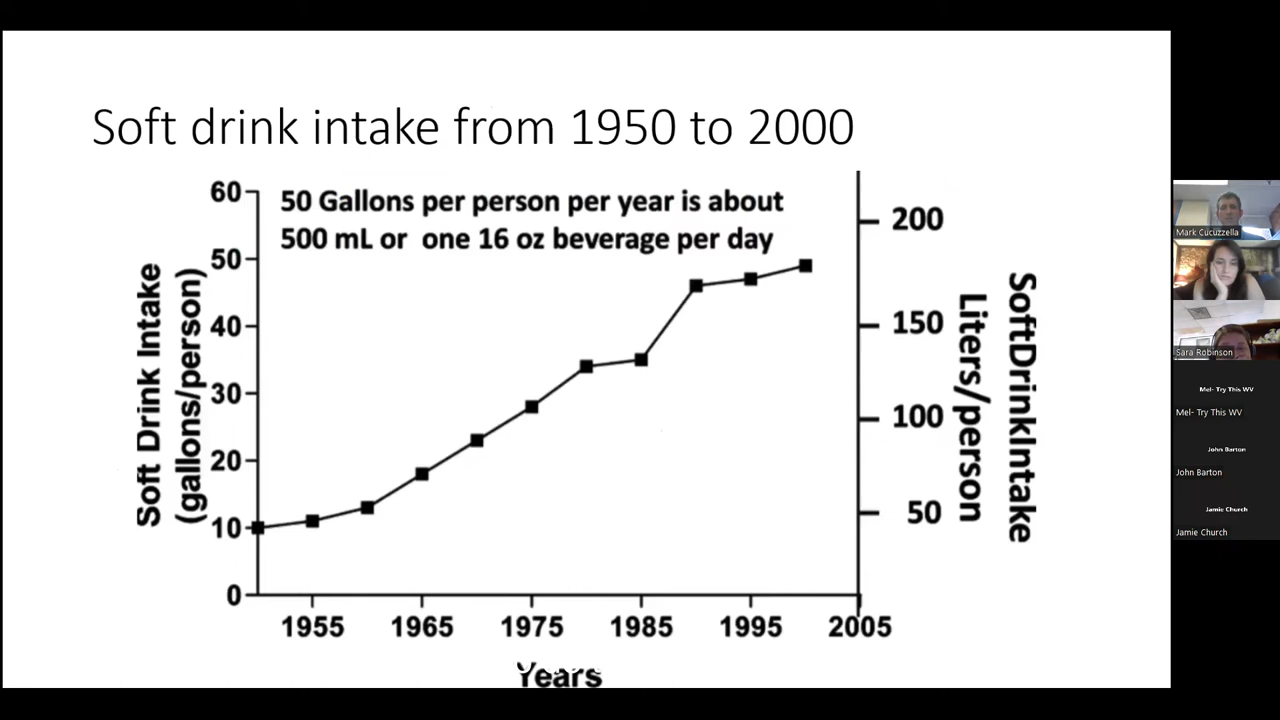 Soft drink intake from 1950 to 2000
50 Gallons per person per year is about
500 mL or one 16 oz beverage per day
Soft Drink Intake
(gallons/person)
60
50
40
30
20
10
0
1955 1965 1975 1985 1995 2005
Years
200
150
100
50
Liters/person
SoftDrinkIntake
Mark Cucuzzella
Sara Robinson
Mel- Try This WV
Mel- Try This WV
John Barton
John Barton
Jamie Church
Jamie Church